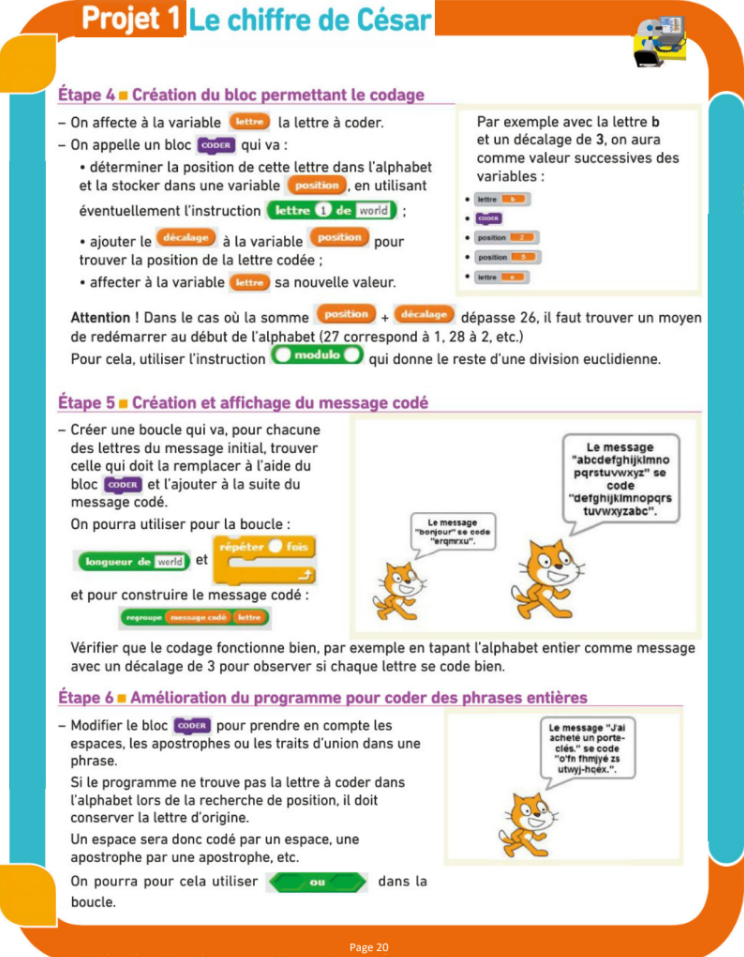 Projet 1 Le chiffre de César
Étape 4 ■ Création du bloc permettant le codage
– On affecte à la variable lettre la lettre à coder.
– On appelle un bloc CODER qui va :
• déterminer la position de cette lettre dans l'alphabet
et la stocker dans une variable position, en utilisant
éventuellement l'instruction lettre 1 de world ;
• ajouter le décalage à la variable position pour
trouver la position de la lettre codée ;
• affecter à la variable lettre sa nouvelle valeur.
Par exemple avec la lettre b
et un décalage de 3, on aura
comme valeur successives des
variables :
• lettre b
• CODER
• position 2
• position 5
• lettre e
Attention ! Dans le cas où la somme position + décalage dépasse 26, il faut trouver un moyen
de redémarrer au début de l'alphabet (27 correspond à 1, 28 à 2, etc.)
Pour cela, utiliser l'instruction modulo qui donne le reste d'une division euclidienne.
Étape 5 ■ Création et affichage du message codé
– Créer une boucle qui va, pour chacune
des lettres du message initial, trouver
celle qui doit la remplacer à l'aide du
bloc CODER et l'ajouter à la suite du
message codé.
On pourra utiliser pour la boucle :
longueur de world et répéter fois
et pour construire le message codé :
regroupe message codé lettre
Le message
"bonjour" se code
"erqmrxu".
Le message
"abcdefghijklmno
pqrstuvwxyz" se
code
"defghijklmnopqrs
tuvwxyzabc".
Vérifier que le codage fonctionne bien, par exemple en tapant l'alphabet entier comme message
avec un décalage de 3 pour observer si chaque lettre se code bien.
Étape 6 ■ Amélioration du programme pour coder des phrases entières
– Modifier le bloc CODER pour prendre en compte les
espaces, les apostrophes ou les traits d'union dans une
phrase.
Si le programme ne trouve pas la lettre à coder dans
l'alphabet lors de la recherche de position, il doit
conserver la lettre d'origine.
Un espace sera donc codé par un espace, une
apostrophe par une apostrophe, etc.
On pourra pour cela utiliser ou dans la
boucle.
Le message "J'ai
acheté un porte-
clés." se code
"o'fn fhmjyé zs
utwyj-hqéx.".
Page 20